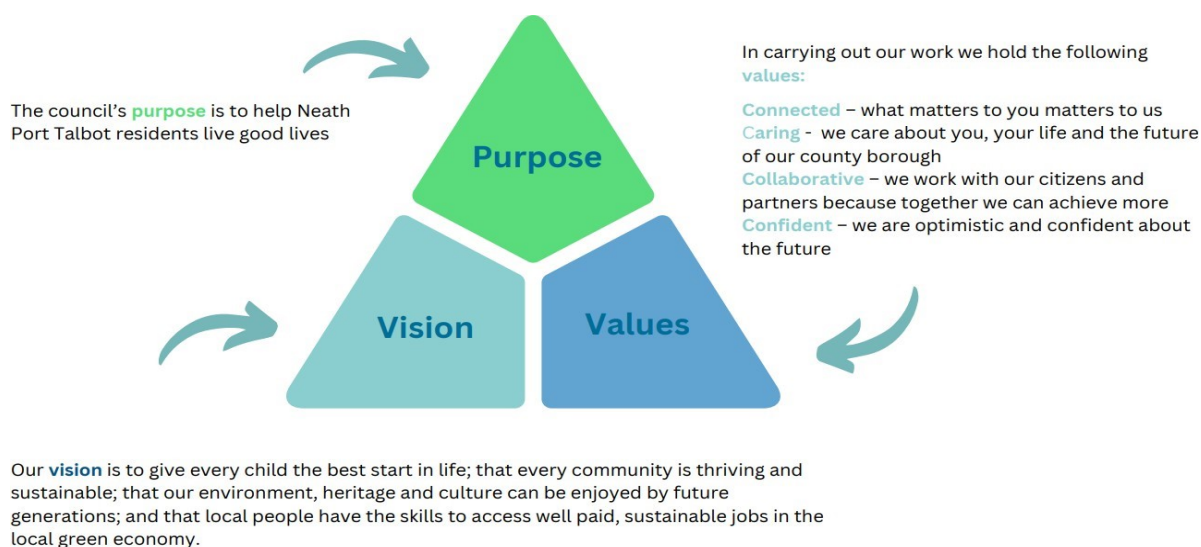 The council's purpose is to help Neath
Port Talbot residents live good lives
Purpose
In carrying out our work we hold the following
values:
Connected – what matters to you matters to us
Caring - we care about you, your life and the future
of our county borough
Collaborative – we work with our citizens and
partners because together we can achieve more
Confident – we are optimistic and confident about
the future
Vision
Values
Our vision is to give every child the best start in life; that every community is thriving and
sustainable; that our environment, heritage and culture can be enjoyed by future
generations; and that local people have the skills to access well paid, sustainable jobs in the
local green economy.